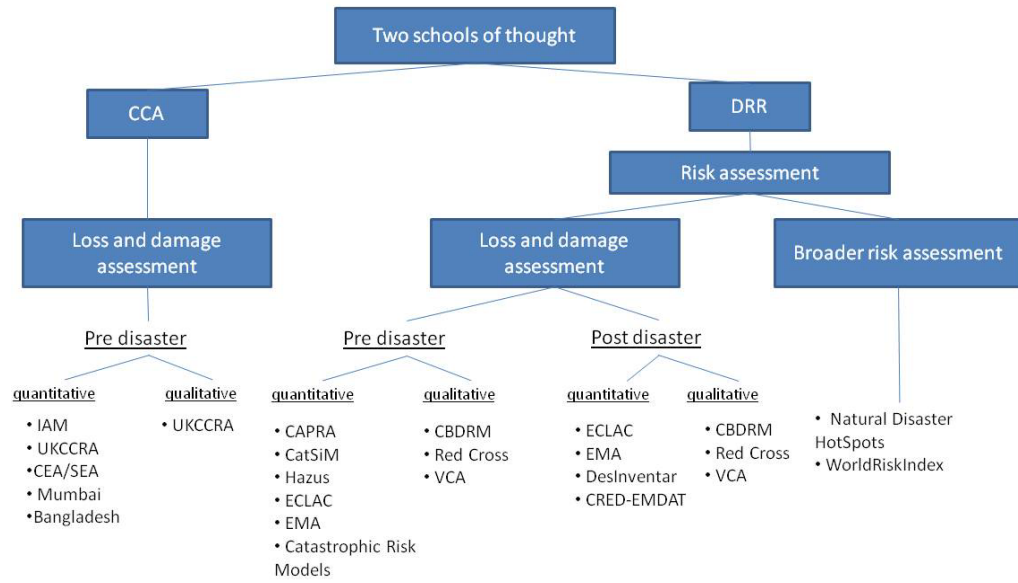 Two schools of thought
CCA
DRR
Risk assessment
Loss and damage
assessment
Loss and damage
assessment
Broader risk assessment
Pre disaster
Pre disaster
Post disaster
quantitative
qualitative
quantitative
qualitative
quantitative
qualitative
• IAM
• UKCCRA
•CEA/SEA
• Mumbai
•Bangladesh
• UKCCRA
• CAPRA
• CatSiM
• Hazus
• ECLAC
• EMA
• Catastrophic Risk
Models
• CBDRM
• Red Cross
• VCA
• ECLAC
• EMA
• DesInventar
• CRED-EMDAT
• CBDRM
• Red Cross
• VCA
• Natural Disaster
HotSpots
• WorldRiskIndex